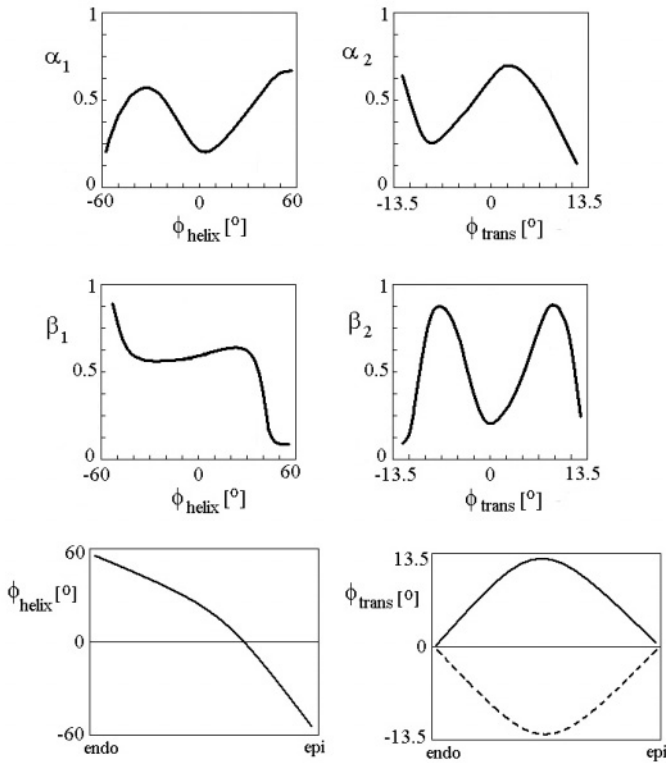 1
1
α1
α2
0.5
0.5
0
0
-60
0
60
-13.5
0
13.5
ϕhelix [º]
ϕtrans [º]
1
1
β1
β2
0.5
0.5
0
0
-60
0
60
-13.5
0
13.5
ϕhelix [º]
ϕtrans [º]
60
13.5
ϕhelix [º]
ϕtrans [º]
0
0
-60
-13.5
endo
epi
endo
epi